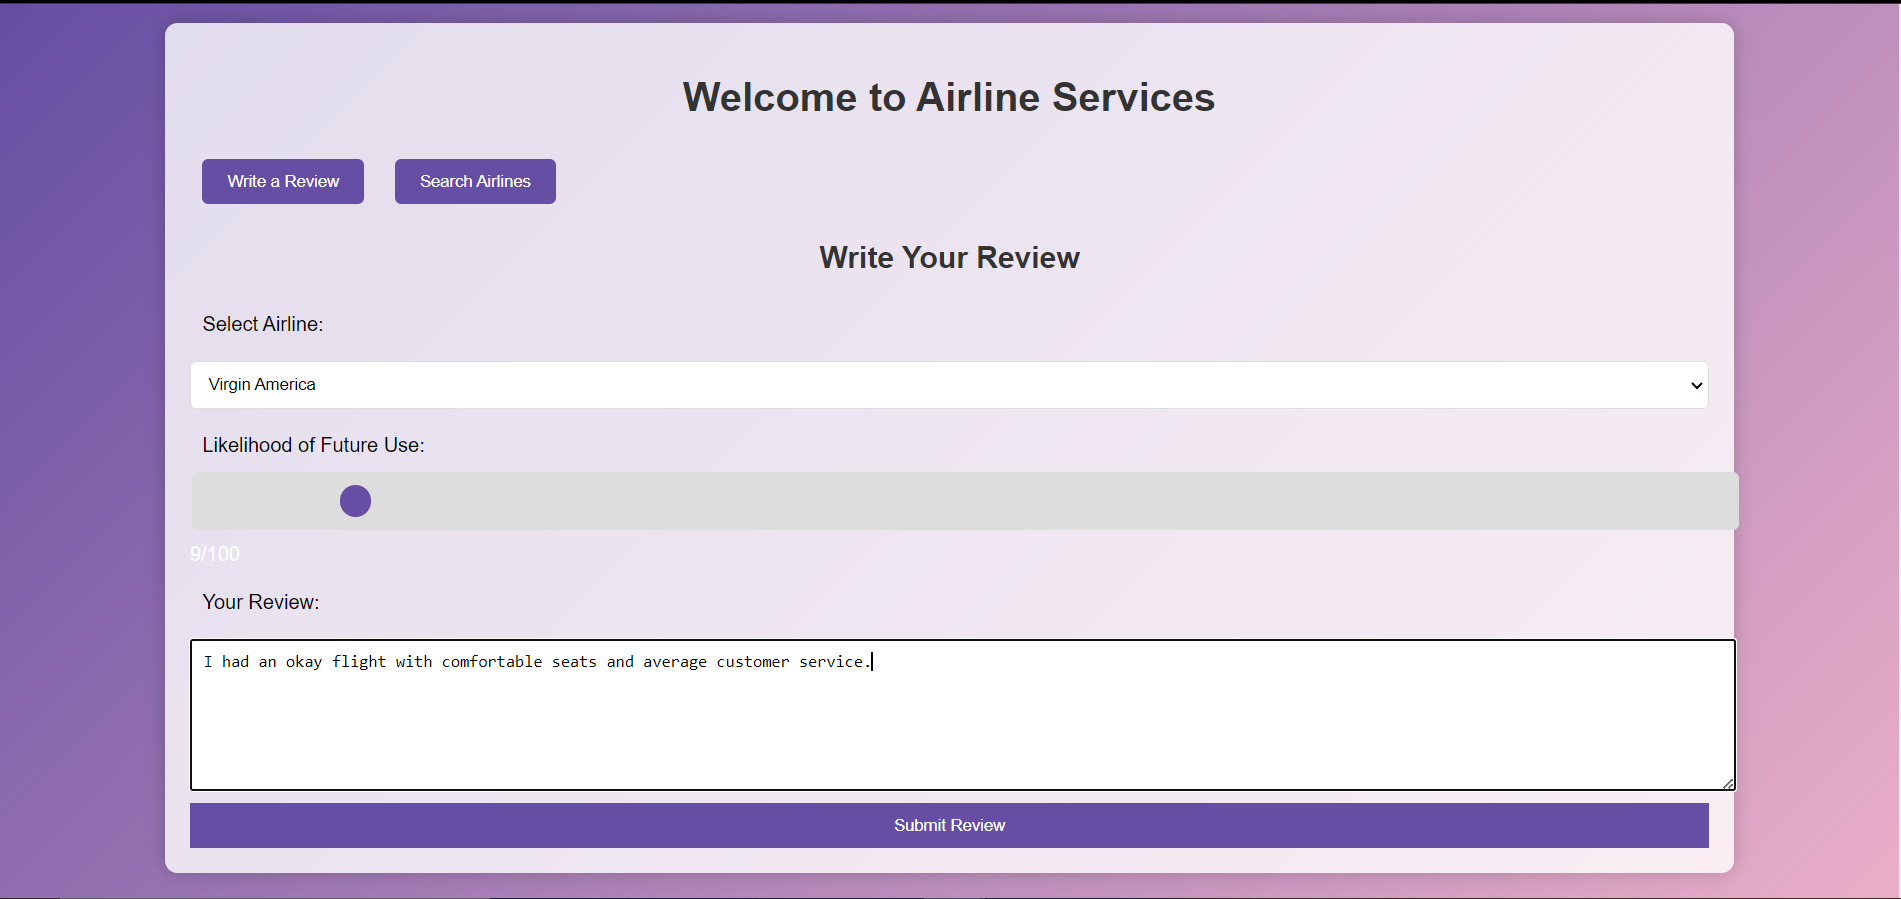 Welcome to Airline Services
Write a Review
Search Airlines
Write Your Review
Select Airline:
Virgin America
Likelihood of Future Use:
9/100
Your Review:
I had an okay flight with comfortable seats and average customer service.
Submit Review